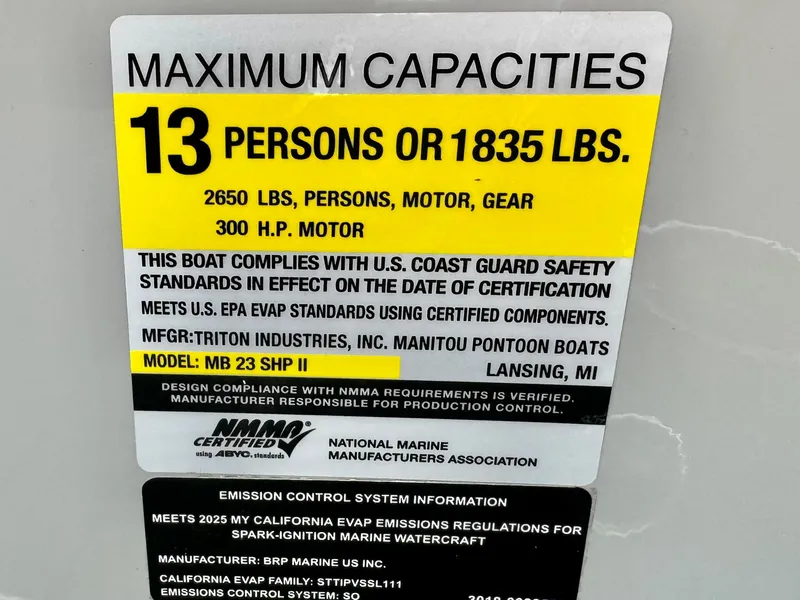 MAXIMUM CAPACITIES
13 PERSONS OR 1835 LBS.
2650 LBS, PERSONS, MOTOR, GEAR
300 H.P. MOTOR
THIS BOAT COMPLIES WITH U.S. COAST GUARD SAFETY
STANDARDS IN EFFECT ON THE DATE OF CERTIFICATION
MEETS U.S. EPA EVAP STANDARDS USING CERTIFIED COMPONENTS.
MFGR:TRITON INDUSTRIES, INC. MANITOU PONTOON BOATS
MODEL: MB 23 SHP II LANSING, MI
DESIGN COMPLIANCE WITH NMMA REQUIREMENTS IS VERIFIED.
MANUFACTURER RESPONSIBLE FOR PRODUCTION CONTROL.
NMMA®
CERTIFIED
using ABYC. standards
NATIONAL MARINE
MANUFACTURERS ASSOCIATION
EMISSION CONTROL SYSTEM INFORMATION
MEETS 2025 MY CALIFORNIA EVAP EMISSIONS REGULATIONS FOR
SPARK-IGNITION MARINE WATERCRAFT
MANUFACTURER: BRP MARINE US INC.
CALIFORNIA EVAP FAMILY: STTIPVSSL111
EMISSIONS CONTROL SYSTEM: SO